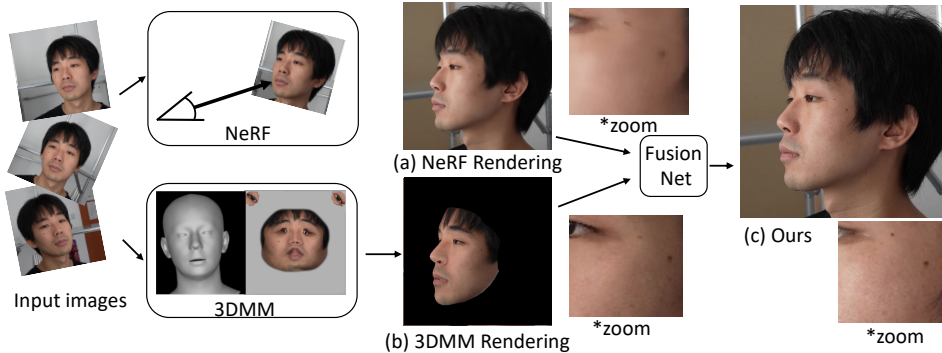 NeRF
*zoom
(a) NeRF Rendering
Fusion
Net
Input images
3DMM
(b) 3DMM Rendering
*zoom
(c) Ours
*zoom